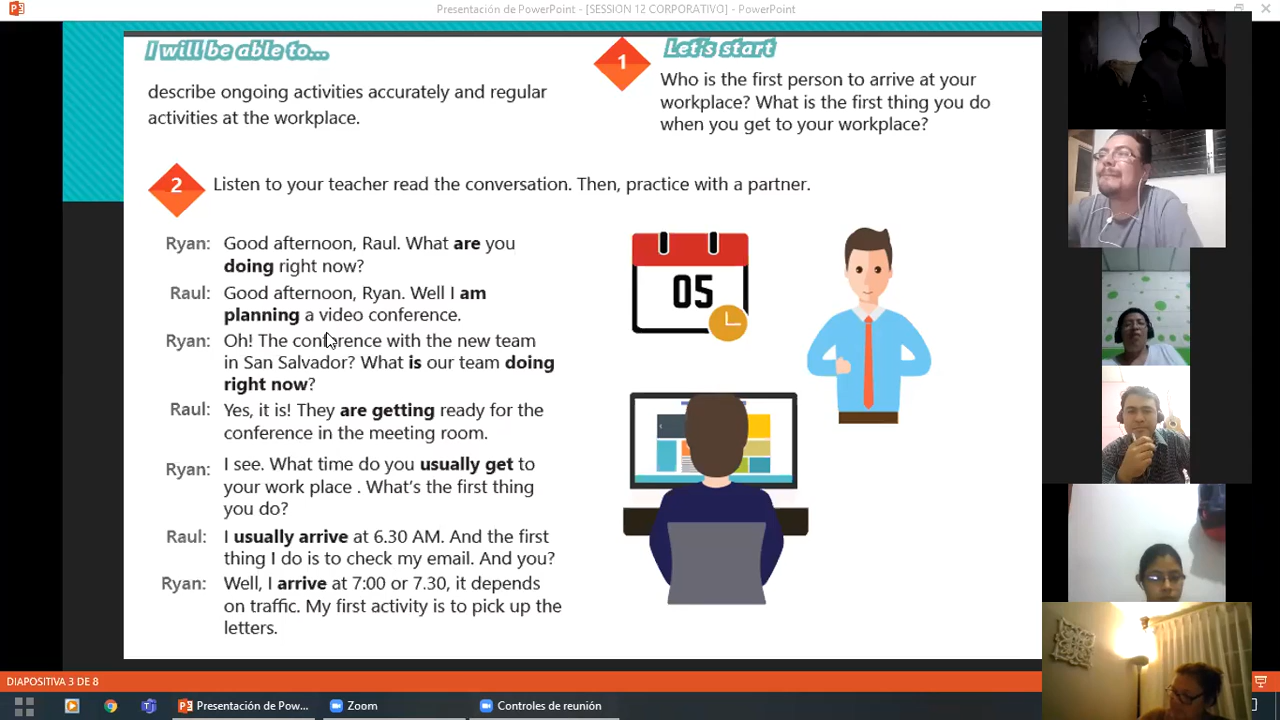 Presentación de PowerPoint - [SESSION 12 CORPORATIVO] - PowerPoint
I will be able to...
describe ongoing activities accurately and regular
activities at the workplace.
1
Let's start
Who is the first person to arrive at your
workplace? What is the first thing you do
when you get to your workplace?
2
Listen to your teacher read the conversation. Then, practice with a partner.
Ryan: Good afternoon, Raul. What are you
doing right now?
Raul: Good afternoon, Ryan. Well I am
planning a video conference.
Ryan: Oh! The conference with the new team
in San Salvador? What is our team doing
right now?
Raul: Yes, it is! They are getting ready for the
conference in the meeting room.
Ryan: I see. What time do you usually get to
your work place . What's the first thing
you do?
Raul: I usually arrive at 6.30 AM. And the first
thing I do is to check my email. And you?
Ryan: Well, I arrive at 7:00 or 7.30, it depends
on traffic. My first activity is to pick up the
letters.
05
DIAPOSITIVA 3 DE 8
Presentación de Pow...
Zoom
Controles de reunión